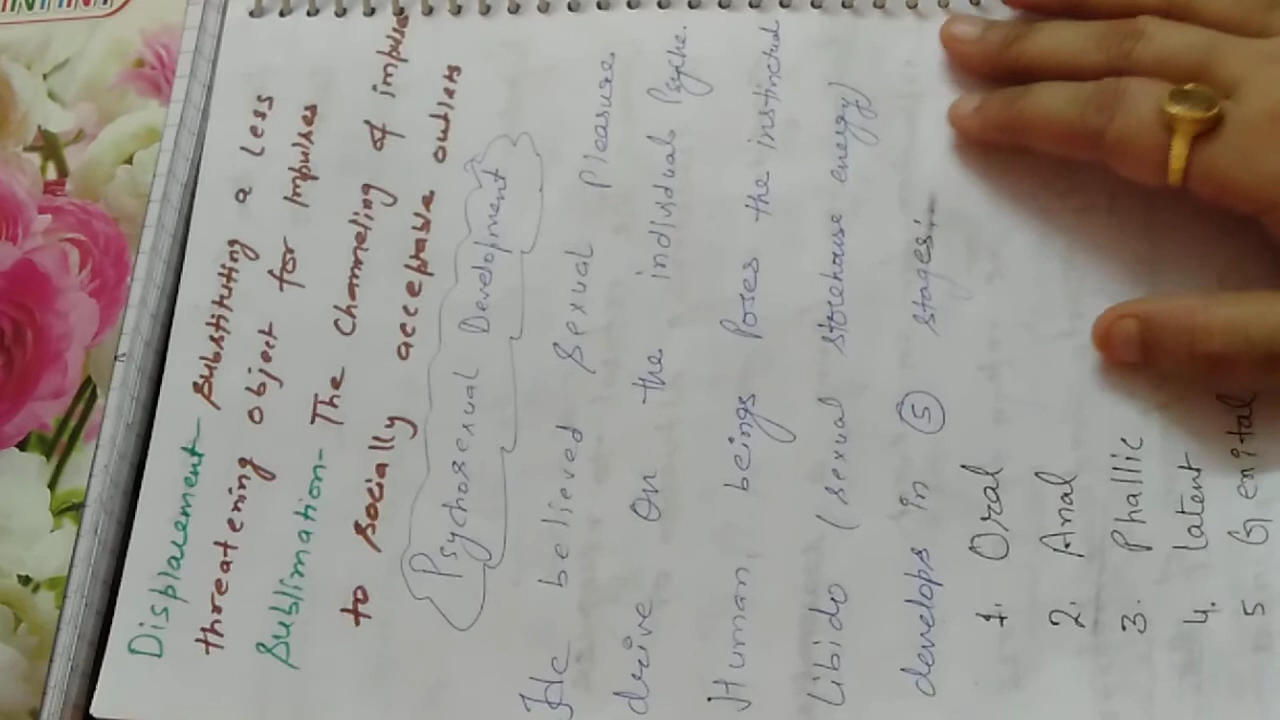 Displacement- substituting a less
threatening object for Impulses
Sublimation- The Channeling of impuse
to socially acceptable outlets
Psychosexual Development
He believed sexual Pleasure
derive on the individual Psyche.
Human beings Poses the instinctual
libido (sexual storehouse energy)
develops in 5 stages:-
1. Oral
2. Anal
3. Phallic
4. latent
5 Genital